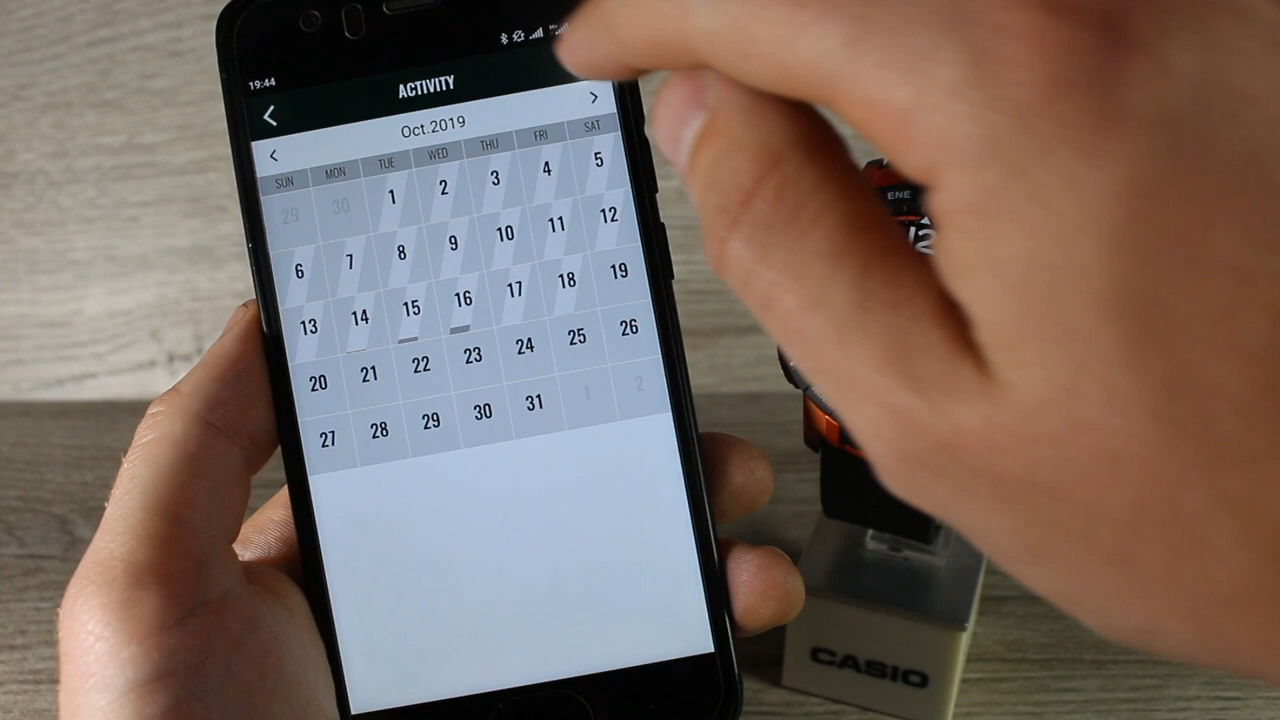 19:44
ACTIVITY
Oct.2019
SUN MON TUE WED THU FRI SAT
29 30 1 2 3 4 5
6 7 8 9 10 11 12
13 14 15 16 17 18 19
20 21 22 23 24 25 26
27 28 29 30 31 1 2
ENE
CASIO